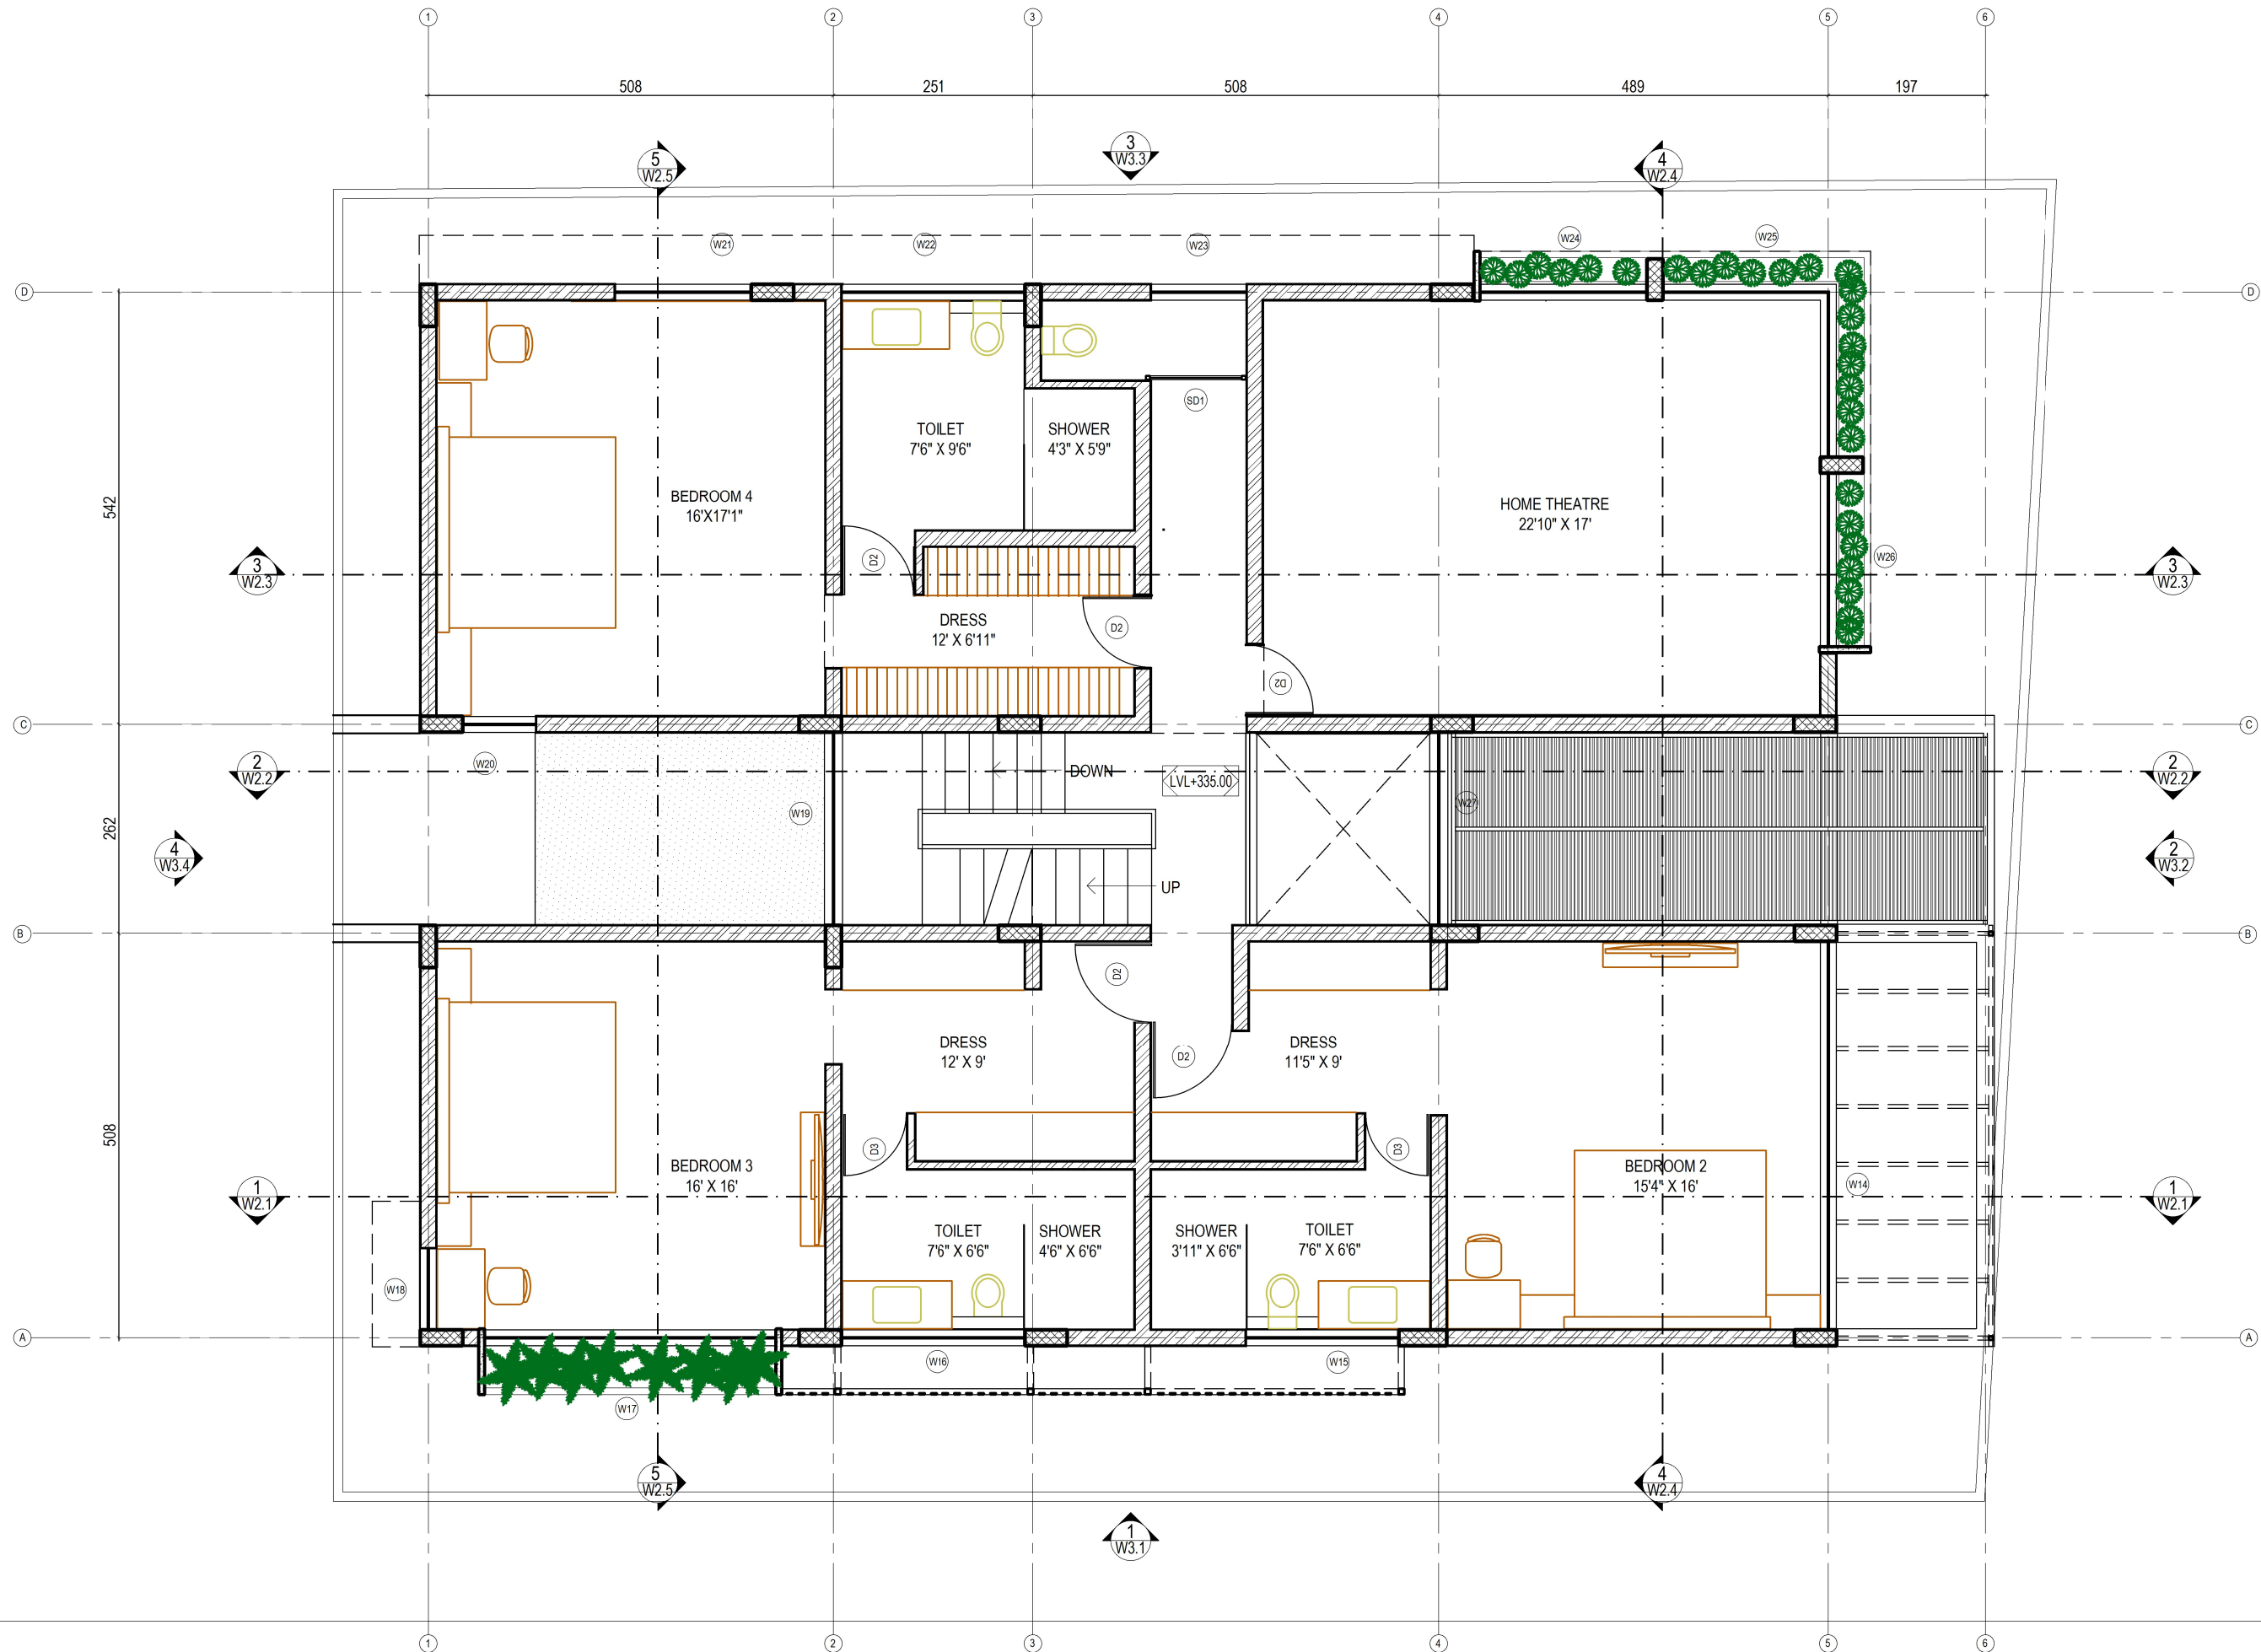 1 2 3 4 5 6
508 251 508 489 197
5
W2.5
3
W3.3
4
W2.4
W21 W22 W23 W24 W25
D D
SD1
TOILET
7'6" X 9'6"
SHOWER
4'3" X 5'9"
BEDROOM 4
16'X17'1"
HOME THEATRE
22'10" X 17'
542
W26
D2
3
W2.3
3
W2.3
DRESS
12' X 6'11"
D2
D2
C C
W20
DOWN
LVL+335.00
2
W2.2
2
W2.2
W19
W27
262
4
W3.4
2
W3.2
UP
B B
D2
DRESS
12' X 9'
D2
DRESS
11'5" X 9'
508
D3
D3
BEDROOM 3
16' X 16'
BEDROOM 2
15'4" X 16'
W14
1
W2.1
1
W2.1
TOILET
7'6" X 6'6"
SHOWER
4'6" X 6'6"
SHOWER
3'11" X 6'6"
TOILET
7'6" X 6'6"
W18
A A
W16 W15
W17
5
W2.5
4
W2.4
1
W3.1
1 2 3 4 5 6